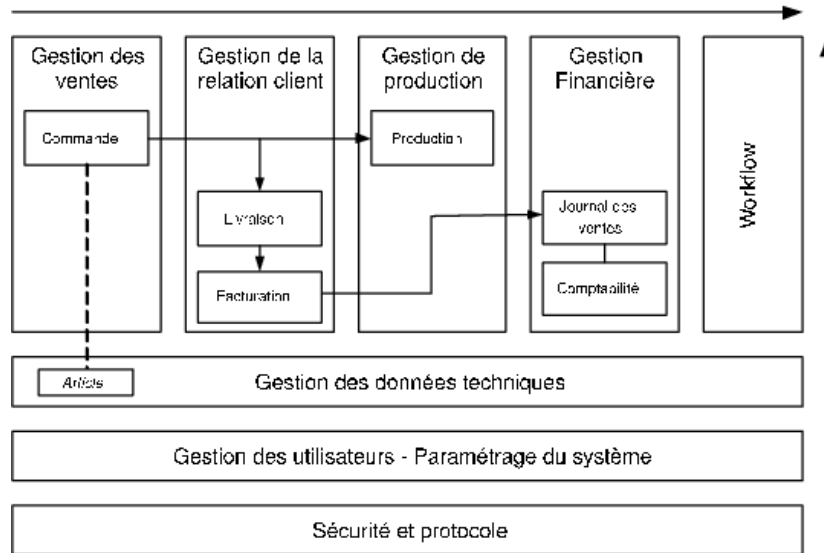 Gestion des
ventes
Gestion de la
relation client
Gestion de
production
Gestion
Financière
Workflow
Commande
Production
Livraison
Journal des
ventes
Facturation
Comptabilité
Article
Gestion des données techniques
Gestion des utilisateurs - Paramétrage du système
Sécurité et protocole